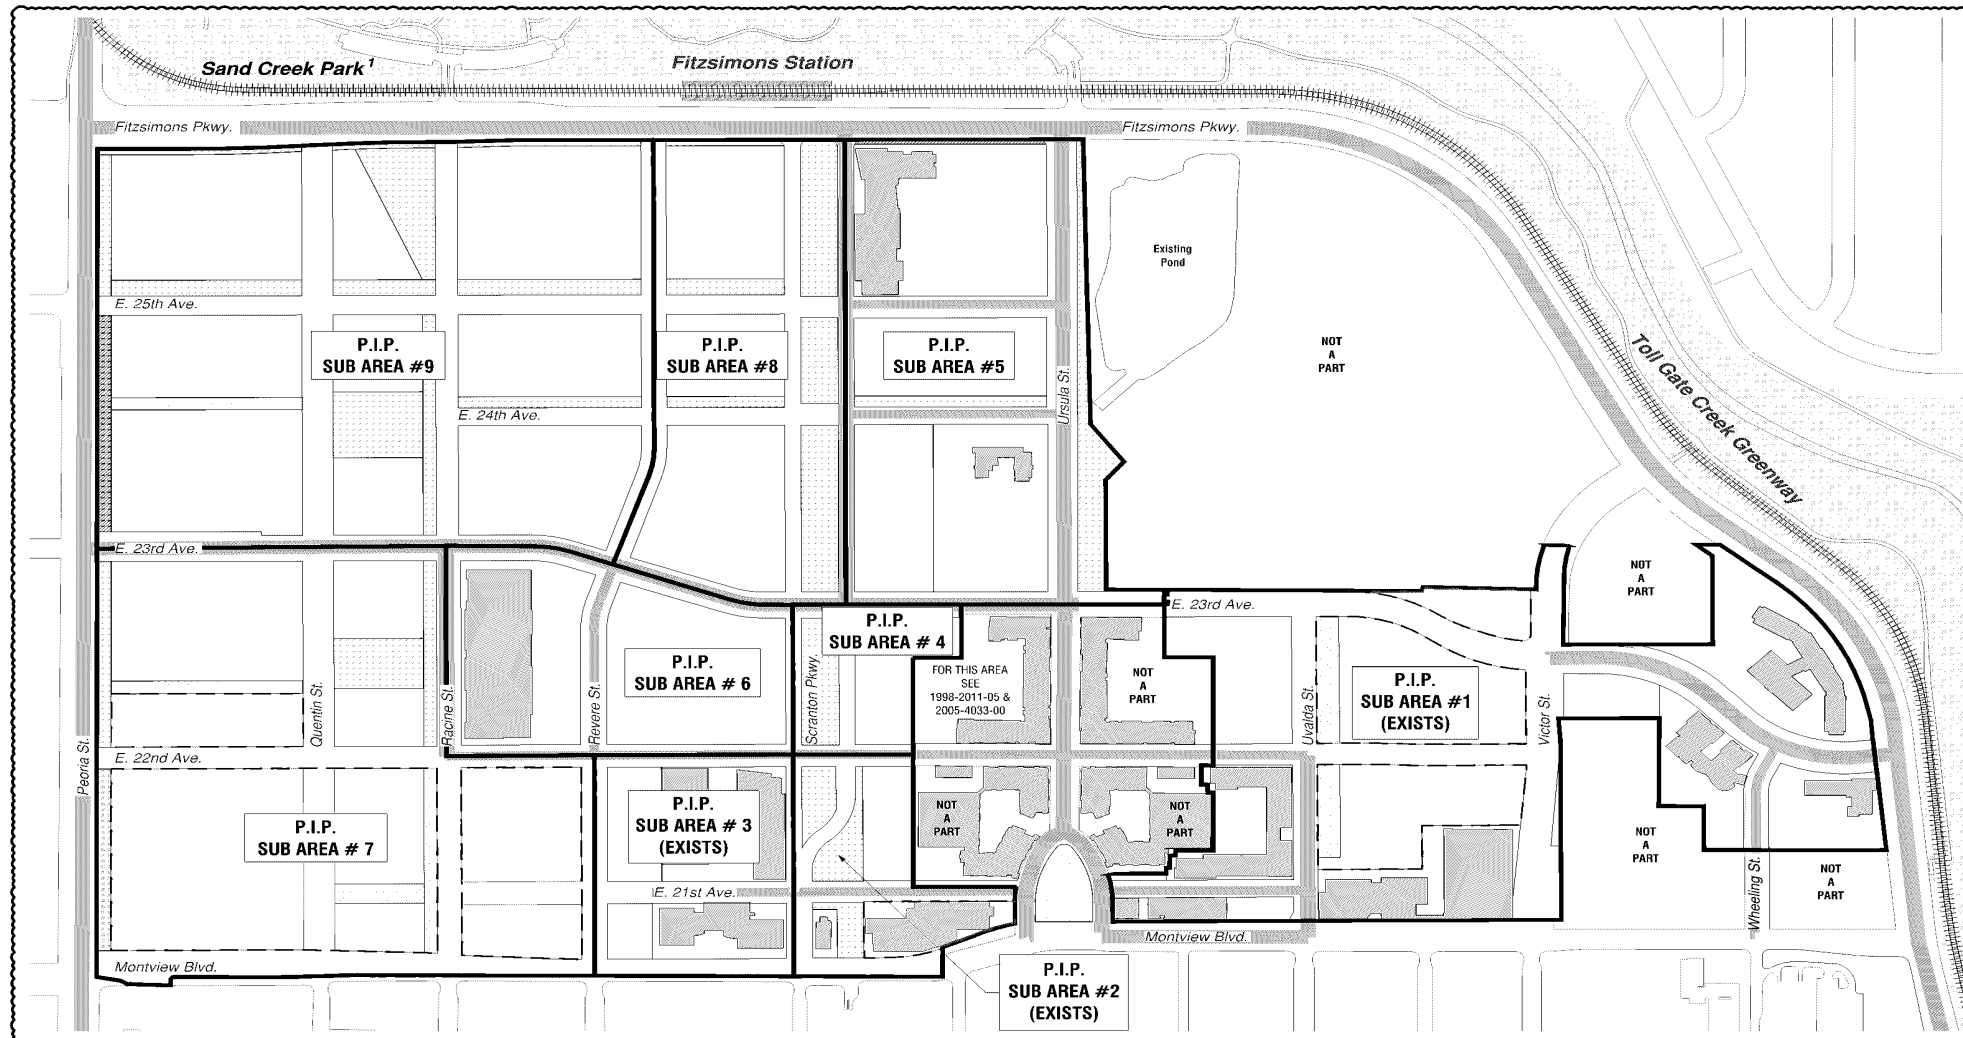 Sand Creek Park¹
Fitzsimons Station
Fitzsimons Pkwy.
Fitzsimons Pkwy.
Existing
Pond
E. 25th Ave.
P.I.P.
SUB AREA #9
P.I.P.
SUB AREA #8
P.I.P.
SUB AREA #5
NOT
A
PART
Ursula St.
Toll Gate Creek Greenway
E. 24th Ave.
E. 23rd Ave.
NOT
A
PART
E. 23rd Ave.
P.I.P.
SUB AREA # 4
P.I.P.
SUB AREA # 6
FOR THIS AREA
SEE
1998-2011-05 &
2005-4033-00
NOT
A
PART
P.I.P.
SUB AREA #1
(EXISTS)
Peoria St.
Quentin St.
Racine St.
Revere St.
Scranton Pkwy.
Uvalda St.
Victor St.
E. 22nd Ave.
P.I.P.
SUB AREA # 7
P.I.P.
SUB AREA # 3
(EXISTS)
NOT
A
PART
NOT
A
PART
NOT
A
PART
NOT
A
PART
Wheeling St.
E. 21st Ave.
Montview Blvd.
Montview Blvd.
P.I.P.
SUB AREA #2
(EXISTS)